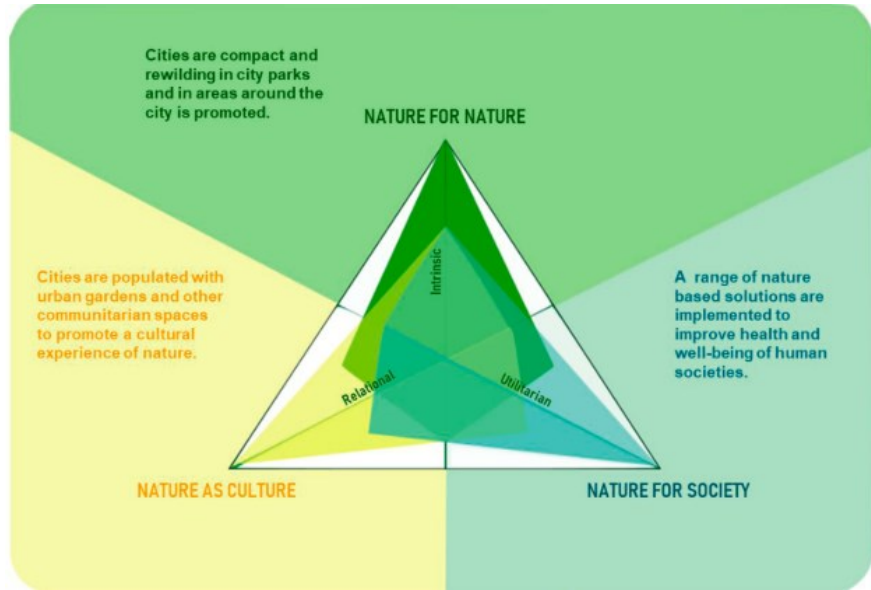 Cities are compact and
rewilding in city parks
and in areas around the
city is promoted.
NATURE FOR NATURE
Intrinsic
Cities are populated with
urban gardens and other
communitarian spaces
to promote a cultural
experience of nature.
A range of nature
based solutions are
implemented to
improve health and
well-being of human
societies.
Relational
Utilitarian
NATURE AS CULTURE
NATURE FOR SOCIETY